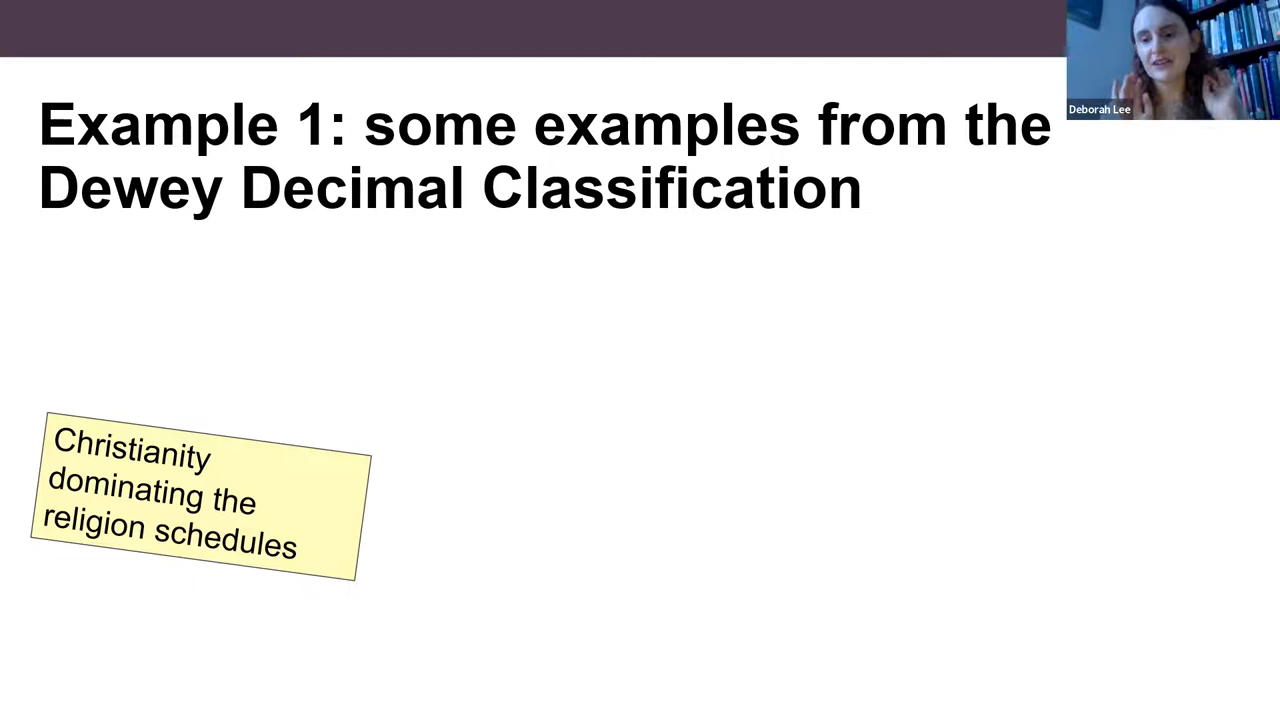 Deborah Lee
Example 1: some examples from the
Dewey Decimal Classification
Christianity
dominating the
religion schedules